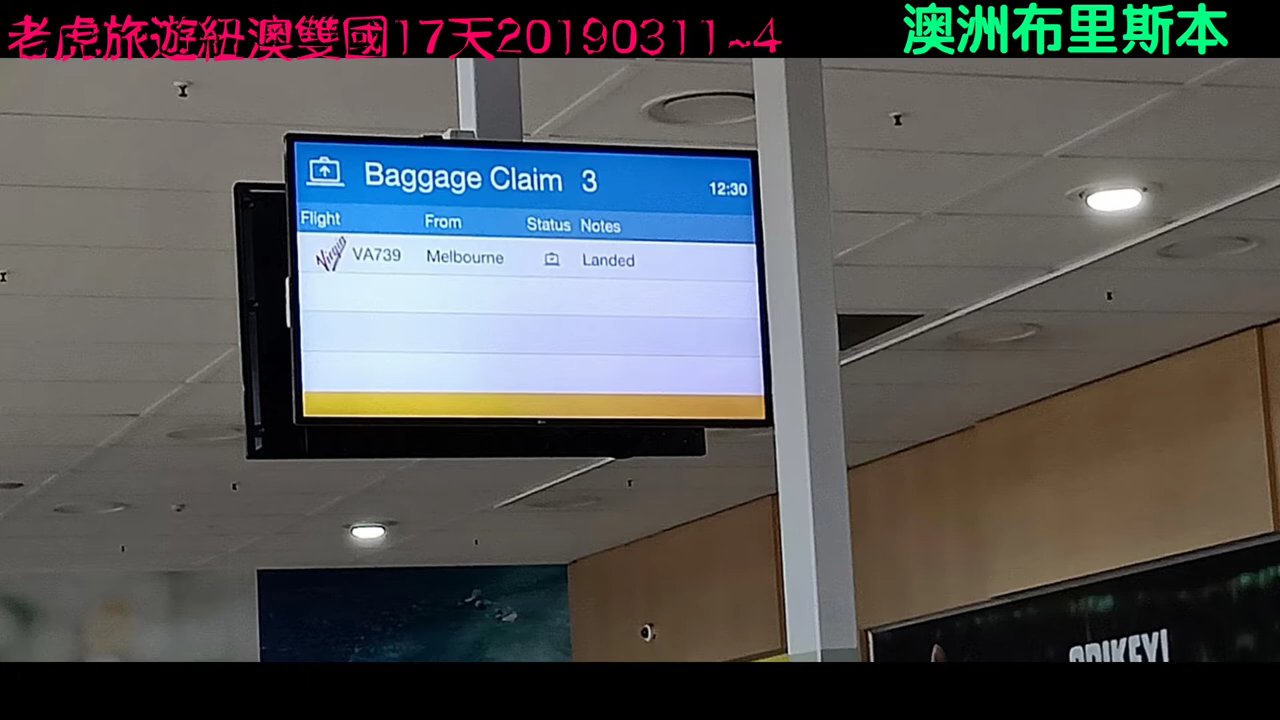 老虎旅遊紐澳雙國17天20190311~4
澳洲布里斯本
Baggage Claim 3
12:30
Flight From Status Notes
Virgin VA739 Melbourne Landed
CRIKEY!